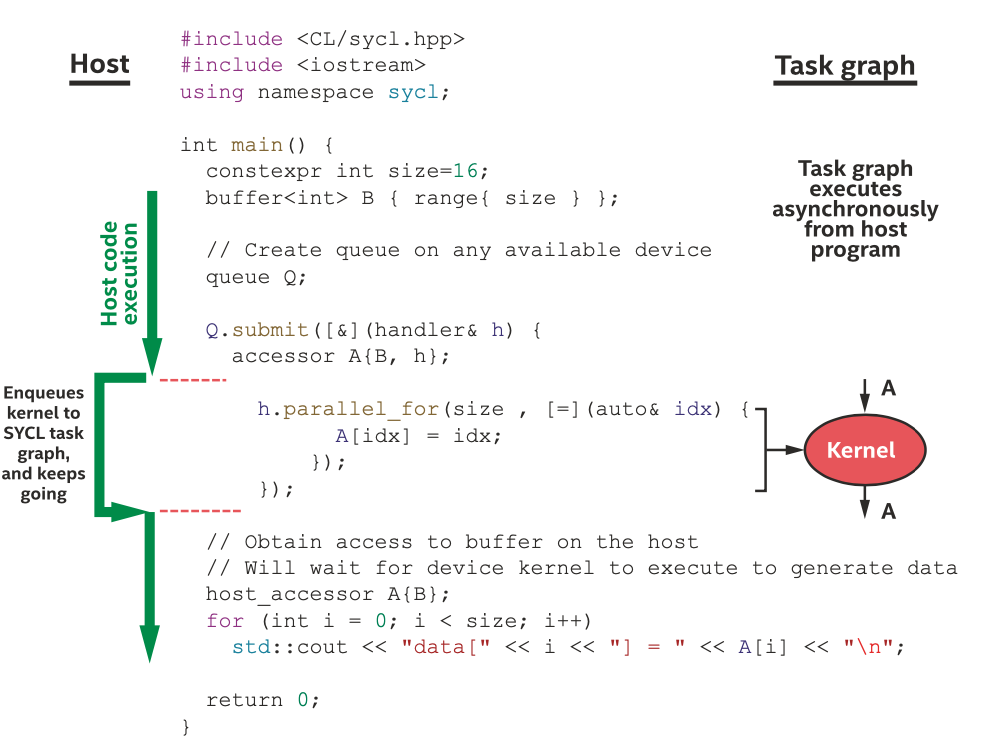 Host
Task graph
#include <CL/sycl.hpp>
#include <iostream>
using namespace sycl;
int main() {
constexpr int size=16;
buffer<int> B { range{ size } };
// Create queue on any available device
queue Q;
Q.submit([&](handler& h) {
accessor A{B, h};
h.parallel_for(size , [=](auto& idx) {
A[idx] = idx;
});
});
// Obtain access to buffer on the host
// Will wait for device kernel to execute to generate data
host_accessor A{B};
for (int i = 0; i < size; i++)
std::cout << "data[" << i << "] = " << A[i] << "\n";
return 0;
}
Host code
execution
Enqueues
kernel to
SYCL task
graph,
and keeps
going
Task graph
executes
asynchronously
from host
program
A
Kernel
A